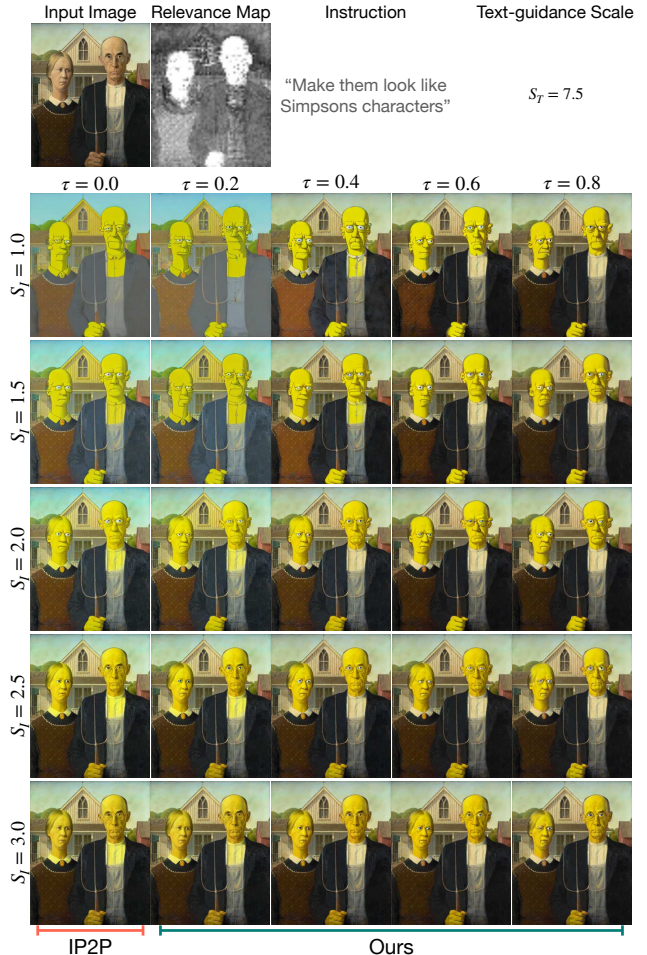 Input Image Relevance Map Instruction Text-guidance Scale
“Make them look like
Simpsons characters”
S_T = 7.5
τ = 0.0 τ = 0.2 τ = 0.4 τ = 0.6 τ = 0.8
S_I = 1.0
S_I = 1.5
S_I = 2.0
S_I = 2.5
S_I = 3.0
IP2P Ours